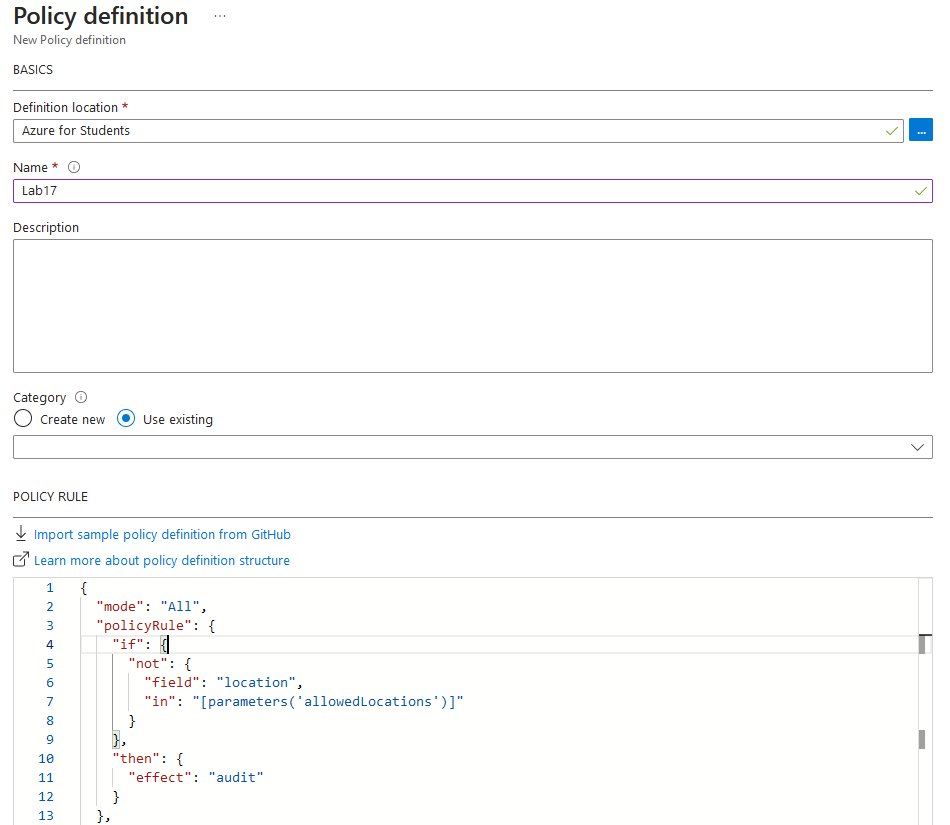 Policy definition ...
New Policy definition
BASICS
Definition location *
Azure for Students
...
Name *
Lab17
Description
Category
Create new Use existing
POLICY RULE
Import sample policy definition from GitHub
Learn more about policy definition structure
1 {
2 "mode": "All",
3 "policyRule": {
4 "if": {
5 "not": {
6 "field": "location",
7 "in": "[parameters('allowedLocations')]"
8 }
9 },
10 "then": {
11 "effect": "audit"
12 }
13 },